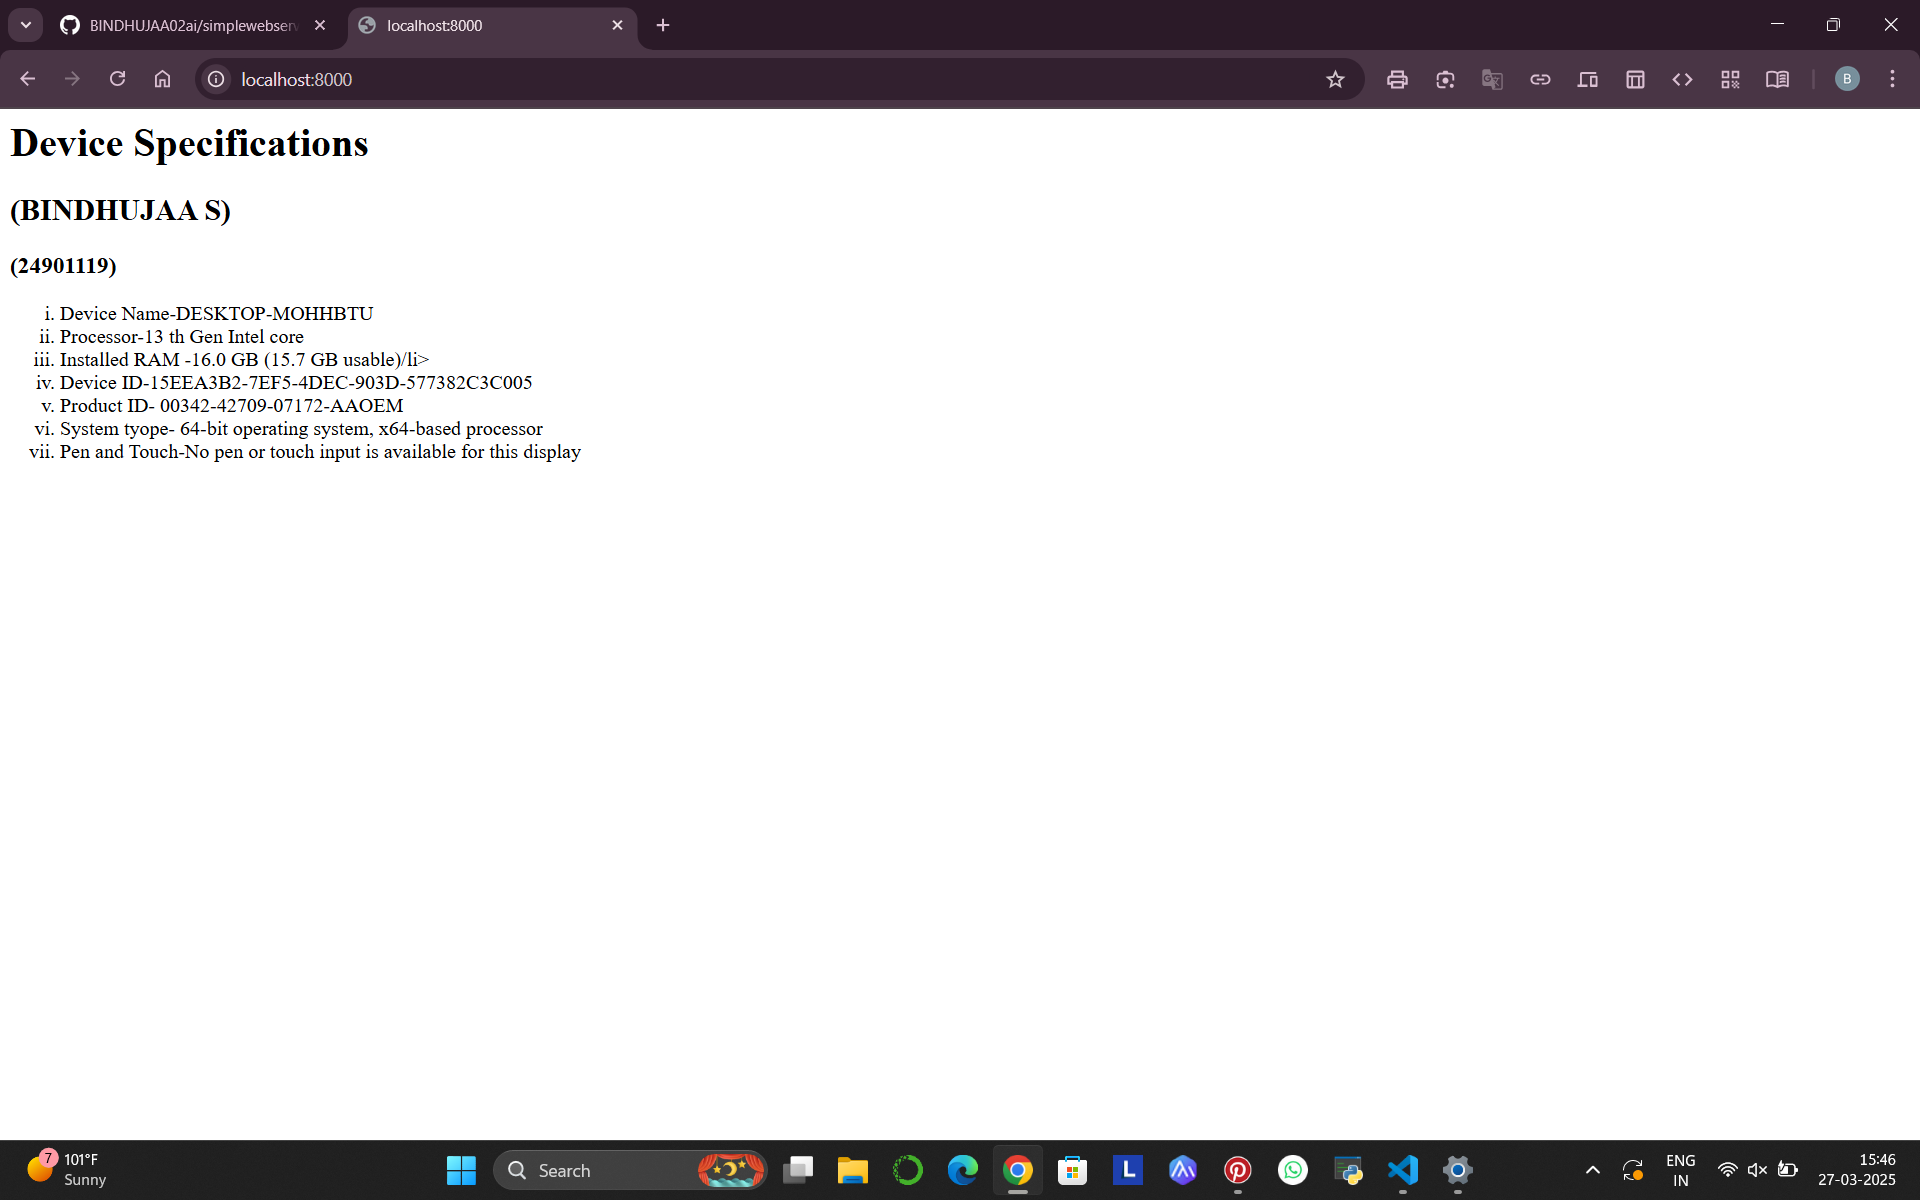 BINDHUJAA02ai/simplewebserv
localhost:8000
localhost:8000
B
Device Specifications
(BINDHUJAA S)
(24901119)
i. Device Name-DESKTOP-MOHHBTU
ii. Processor-13 th Gen Intel core
iii. Installed RAM -16.0 GB (15.7 GB usable)/li>
iv. Device ID-15EEA3B2-7EF5-4DEC-903D-577382C3C005
v. Product ID- 00342-42709-07172-AAOEM
vi. System tyope- 64-bit operating system, x64-based processor
vii. Pen and Touch-No pen or touch input is available for this display
7
101°F
Sunny
Search
L
ENG
IN
15:46
27-03-2025